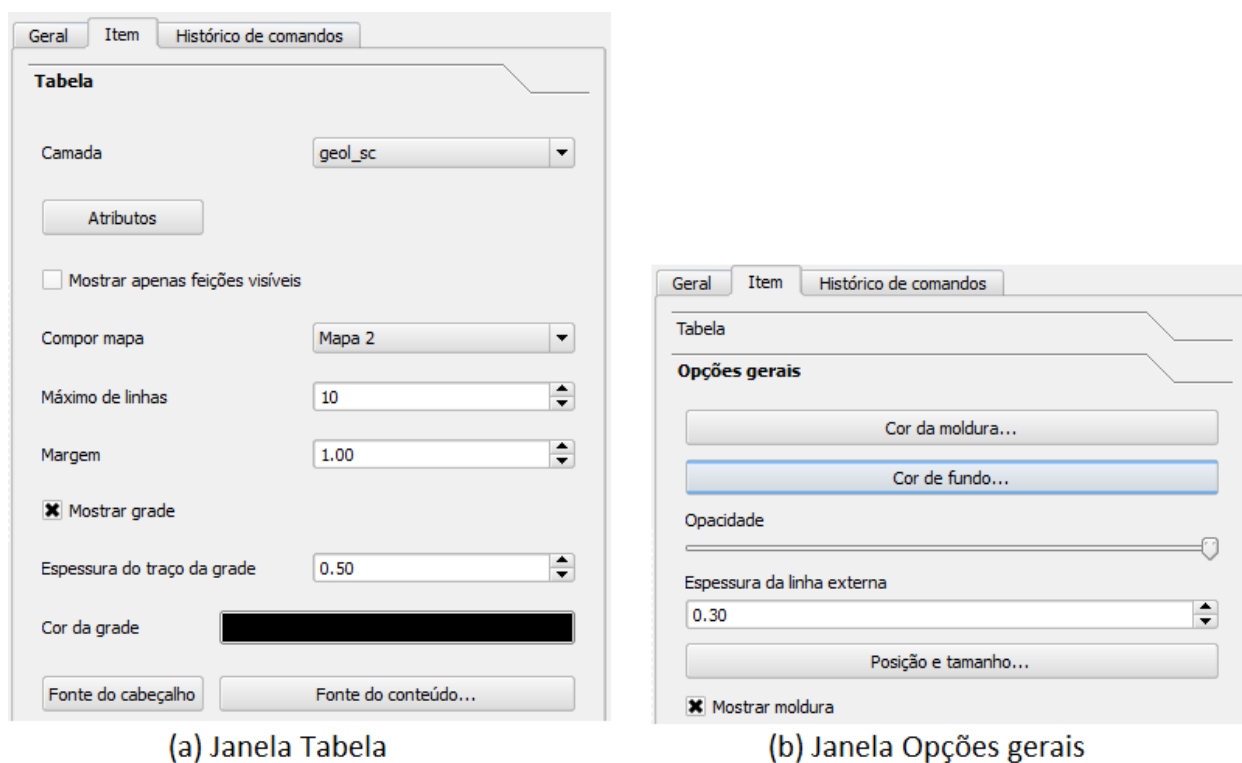 Geral Item Histórico de comandos
Tabela
Camada geol_sc
Atributos
Mostrar apenas feições visíveis
Compor mapa Mapa 2
Máximo de linhas 10
Margem 1.00
Mostrar grade
Espessura do traço da grade 0.50
Cor da grade
Fonte do cabeçalho Fonte do conteúdo...
(a) Janela Tabela
Geral Item Histórico de comandos
Tabela
Opções gerais
Cor da moldura...
Cor de fundo...
Opacidade
Espessura da linha externa
0.30
Posição e tamanho...
Mostrar moldura
(b) Janela Opções gerais